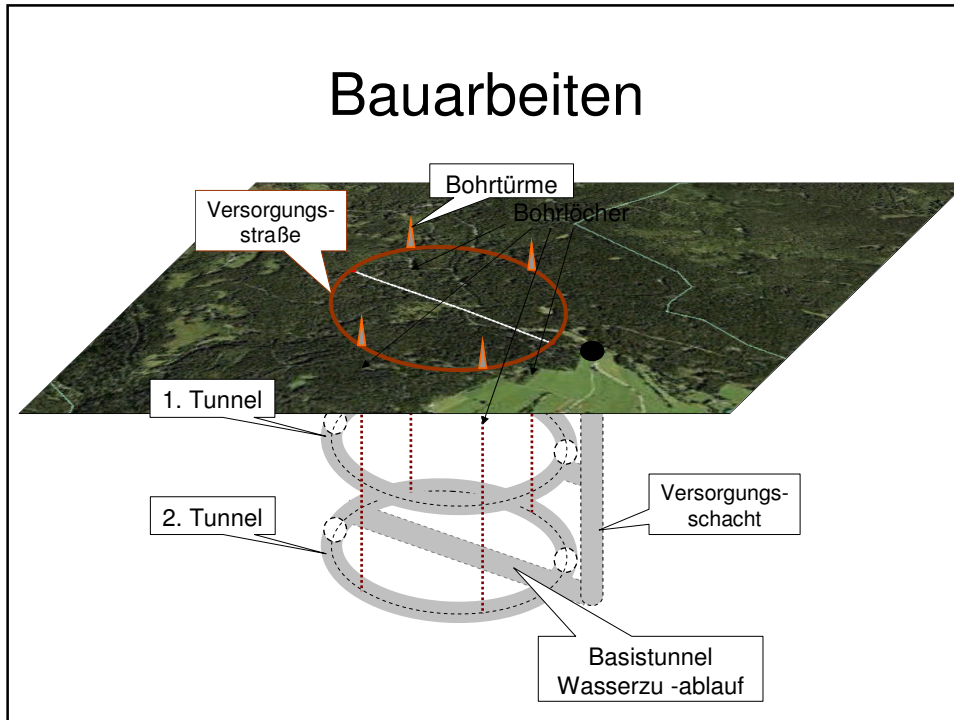 Bauarbeiten
Bohrtürme
Versorgungs-
straße
Bohrlöcher
1. Tunnel
2. Tunnel
Versorgungs-
schacht
Basistunnel
Wasserzu -ablauf